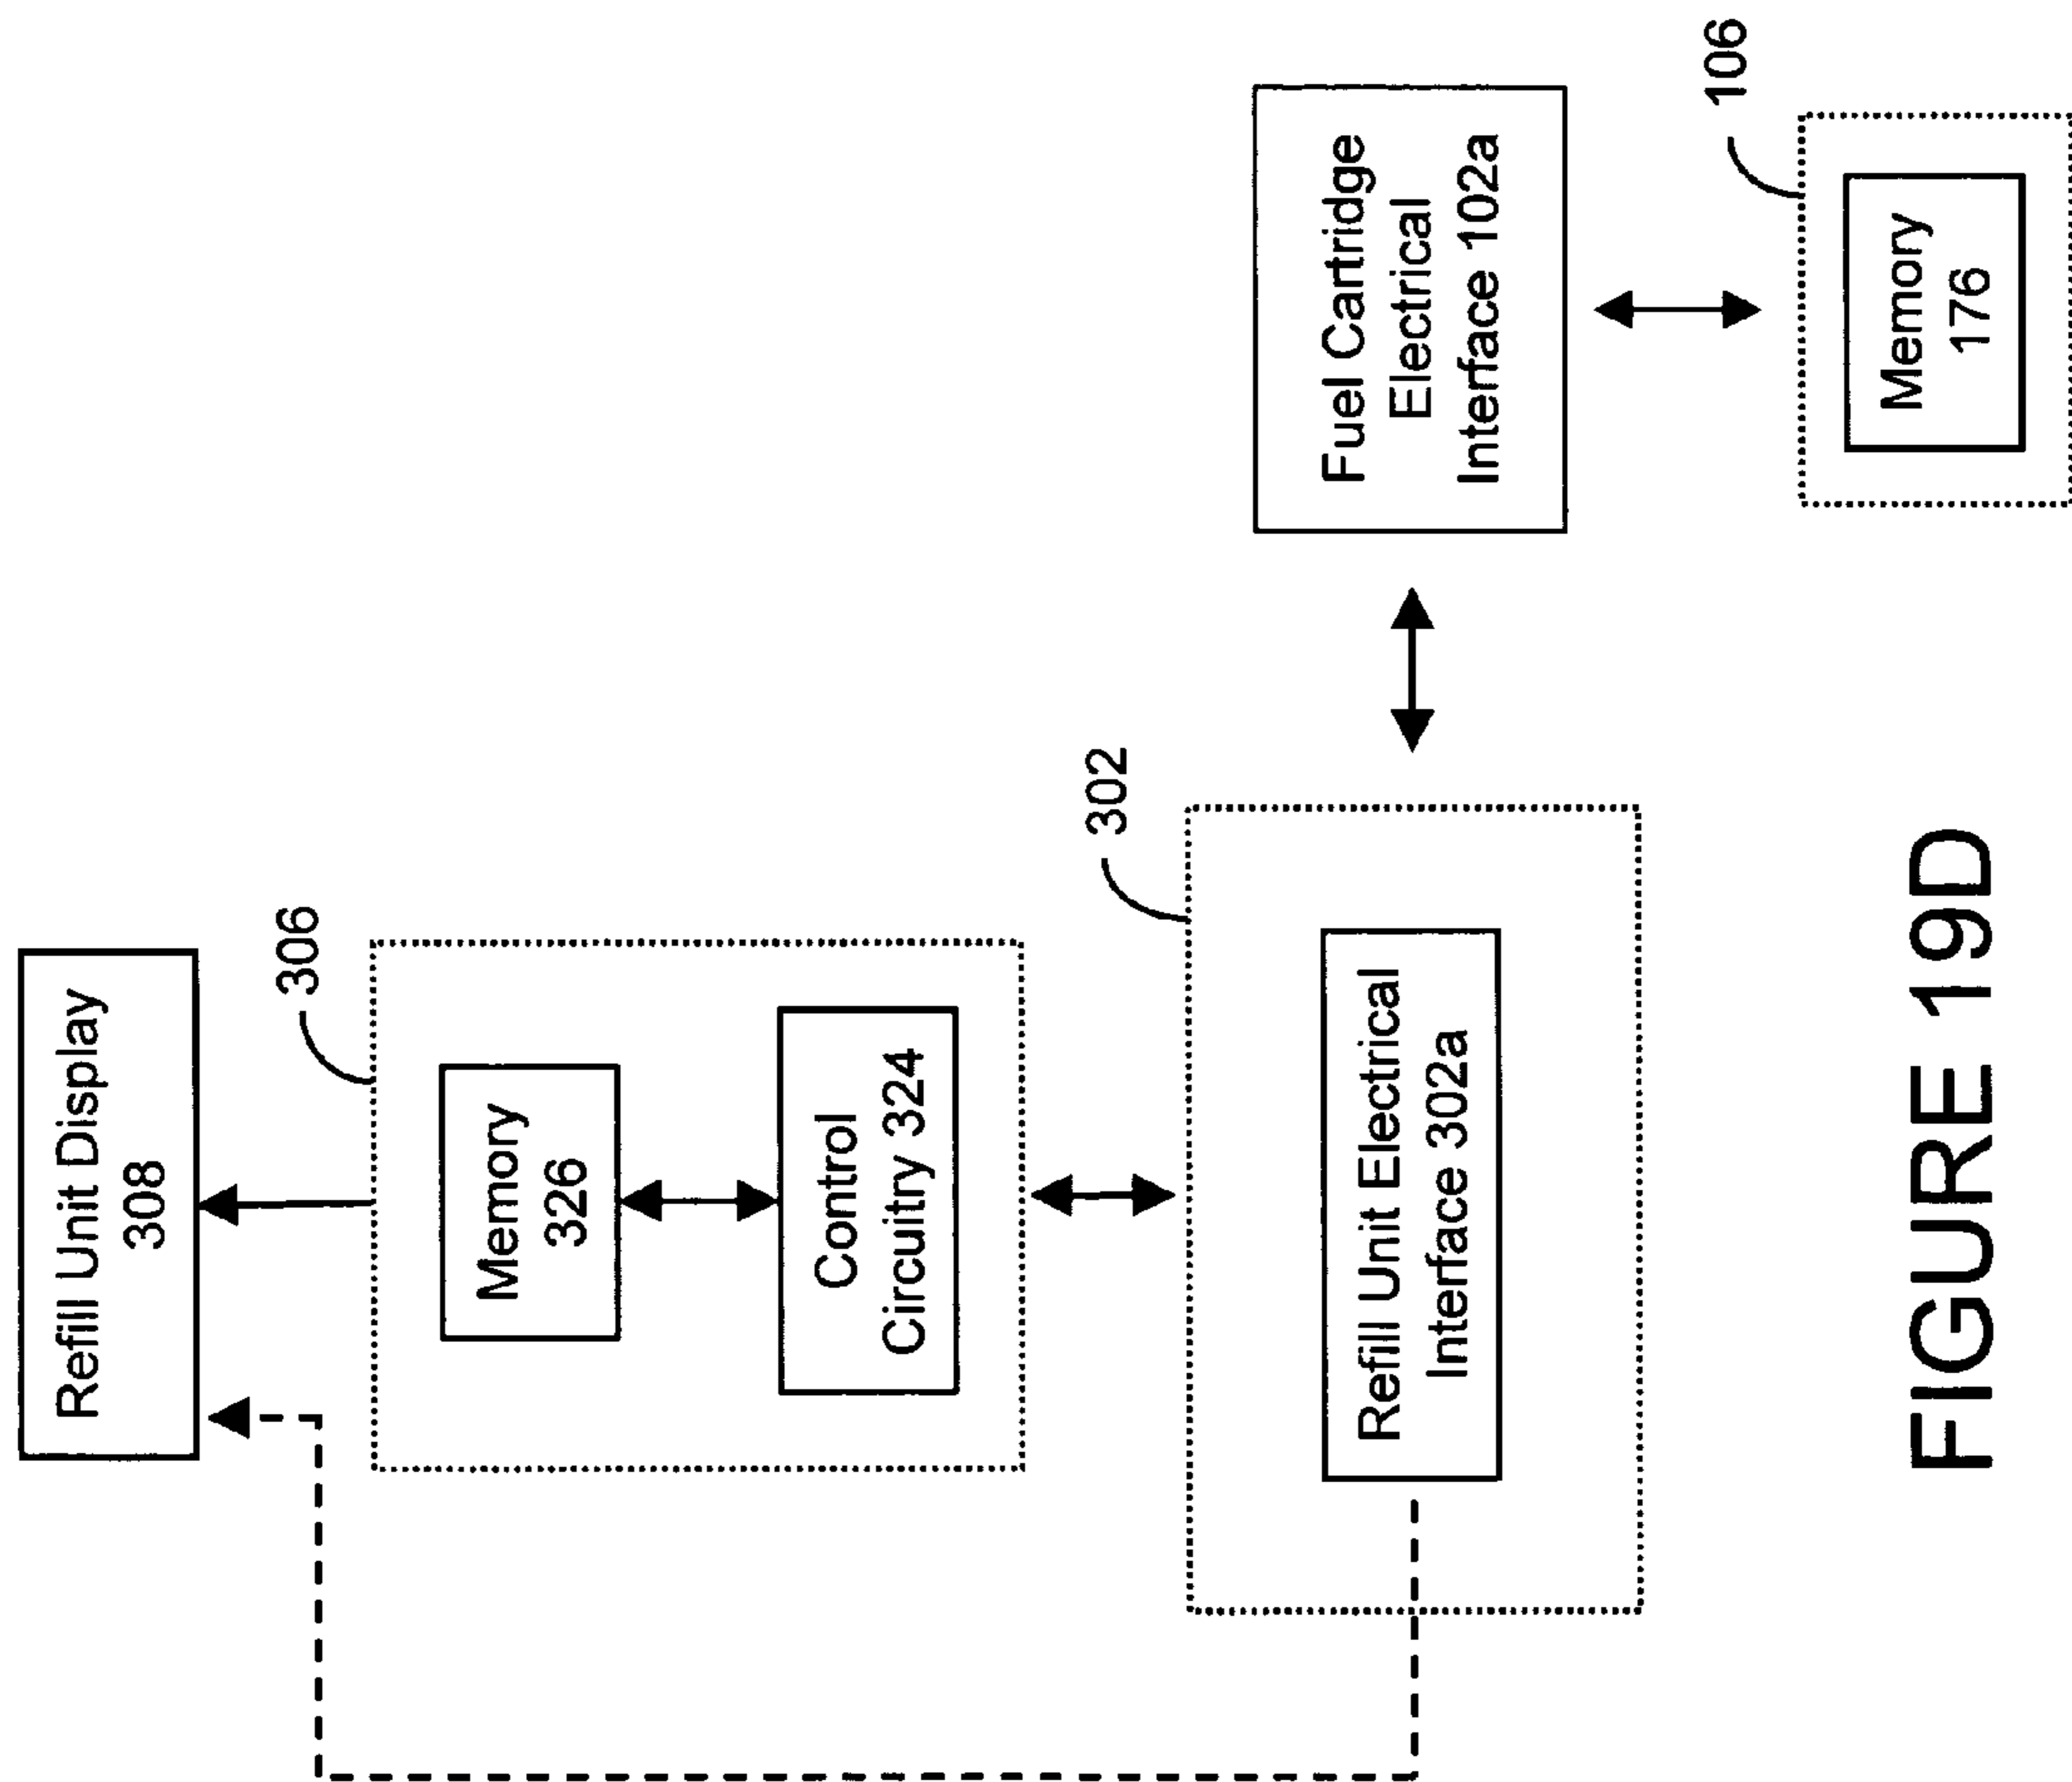 Refill Unit Display
308
306
Memory
326
Control
Circuitry 324
302
Refill Unit Electrical
Interface 302a
Fuel Cartridge
Electrical
Interface 102a
106
Memory
176
FIGURE 19D